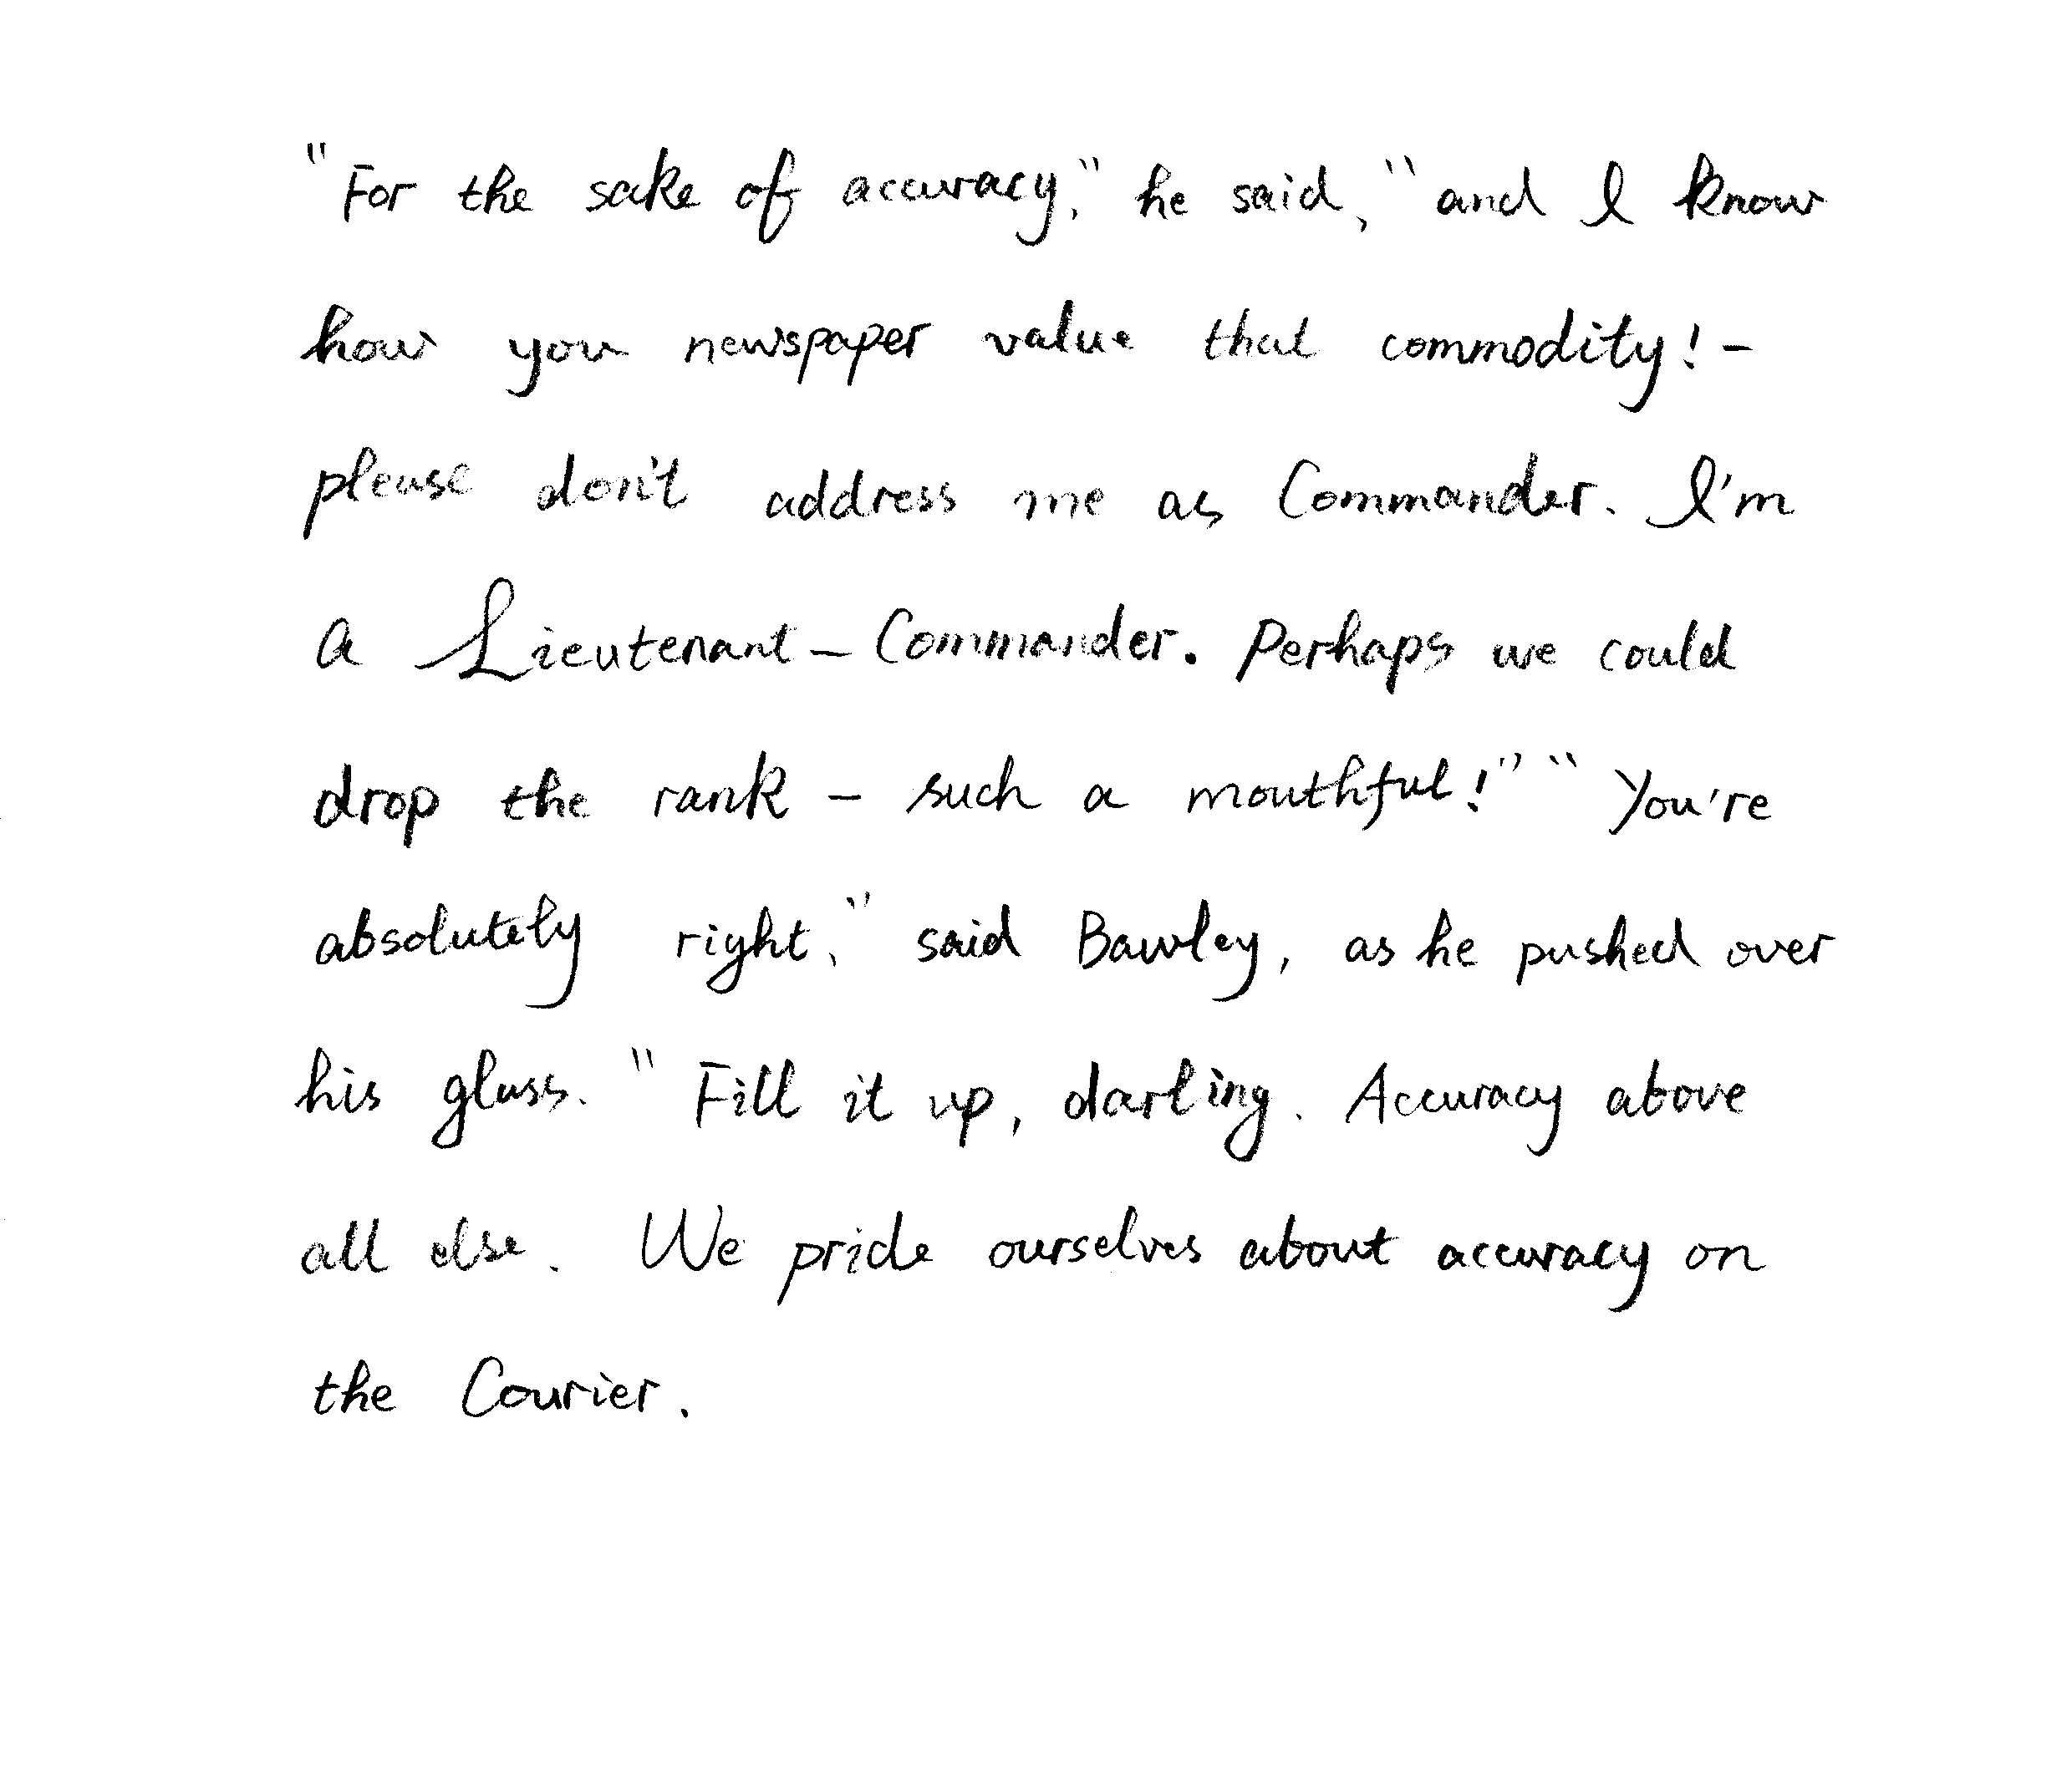 "For the sake of accuracy," he said, "and I know
how you newspaper value that commodity! -
please don't address me as Commander. I'm
a Lieutenant - Commander. Perhaps we could
drop the rank - such a mouthful!" "You're
absolutely right," said Bawley, as he pushed over
his glass. "Fill it up, darling. Accuracy above
all else. We pride ourselves about accuracy on
the Courier.